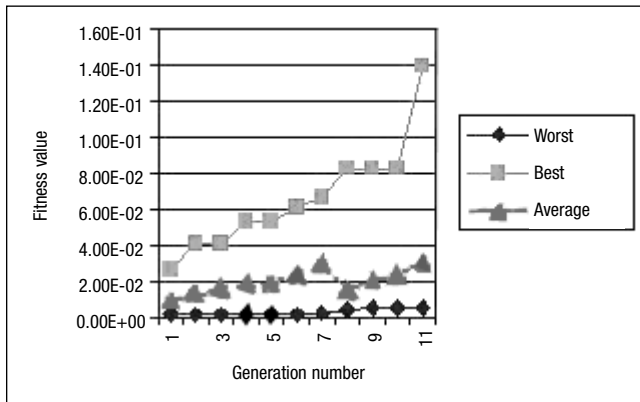 1.60E-01
1.40E-01
1.20E-01
1.00E-01
8.00E-02
6.00E-02
4.00E-02
2.00E-02
0.00E+00
Fitness value
1 3 5 7 9 11
Generation number
Worst
Best
Average